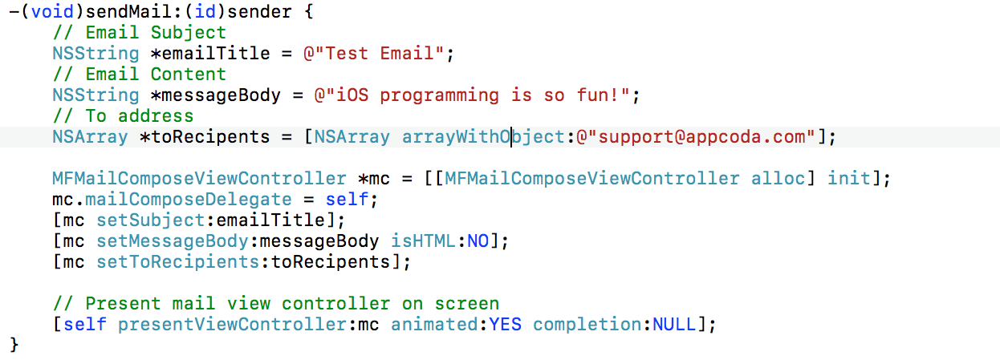 -(void)sendMail:(id)sender {
    // Email Subject
    NSString *emailTitle = @"Test Email";
    // Email Content
    NSString *messageBody = @"iOS programming is so fun!";
    // To address
    NSArray *toRecipents = [NSArray arrayWithObject:@"support@appcoda.com"];

    MFMailComposeViewController *mc = [[MFMailComposeViewController alloc] init];
    mc.mailComposeDelegate = self;
    [mc setSubject:emailTitle];
    [mc setMessageBody:messageBody isHTML:NO];
    [mc setToRecipients:toRecipents];

    // Present mail view controller on screen
    [self presentViewController:mc animated:YES completion:NULL];
}